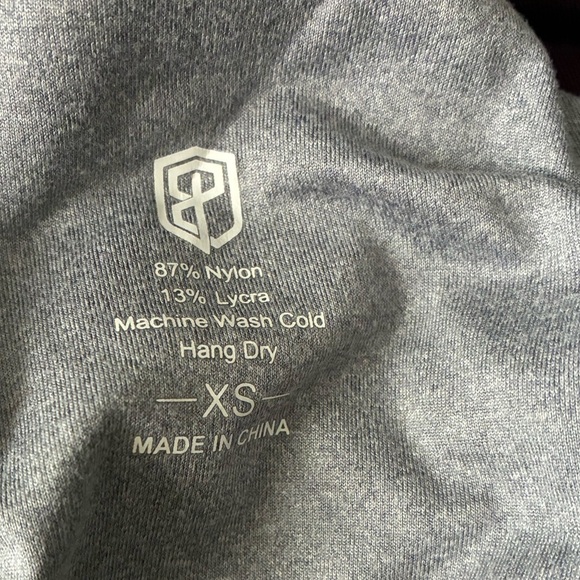 87% Nylon
13% Lycra
Machine Wash Cold
Hang Dry
XS
MADE IN CHINA